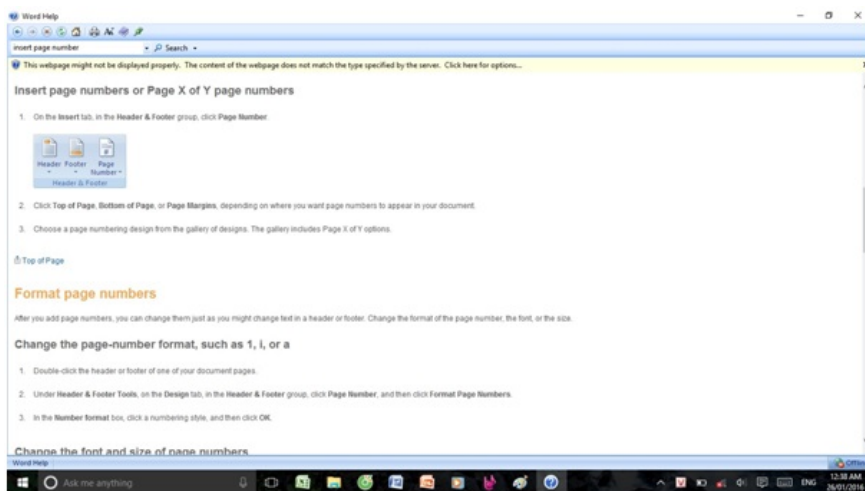 Word Help
insert page number
Search
This webpage might not be displayed properly. The content of the webpage does not match the type specified by the server. Click here for options...
Insert page numbers or Page X of Y page numbers
1. On the Insert tab, in the Header & Footer group, click Page Number.
Header Footer Page Number
Header & Footer
2. Click Top of Page, Bottom of Page, or Page Margins, depending on where you want page numbers to appear in your document.
3. Choose a page numbering design from the gallery of designs. The gallery includes Page X of Y options.
Top of Page
Format page numbers
After you add page numbers, you can change them just as you might change text in a header or footer. Change the format of the page number, the font, or the size.
Change the page-number format, such as 1, i, or a
1. Double-click the header or footer of one of your document pages.
2. Under Header & Footer Tools, on the Design tab, in the Header & Footer group, click Page Number, and then click Format Page Numbers.
3. In the Number format box, click a numbering style, and then click OK.
Change the font and size of page numbers
Word Help
Offline
Ask me anything
ENG
12:38 AM
26/01/2016